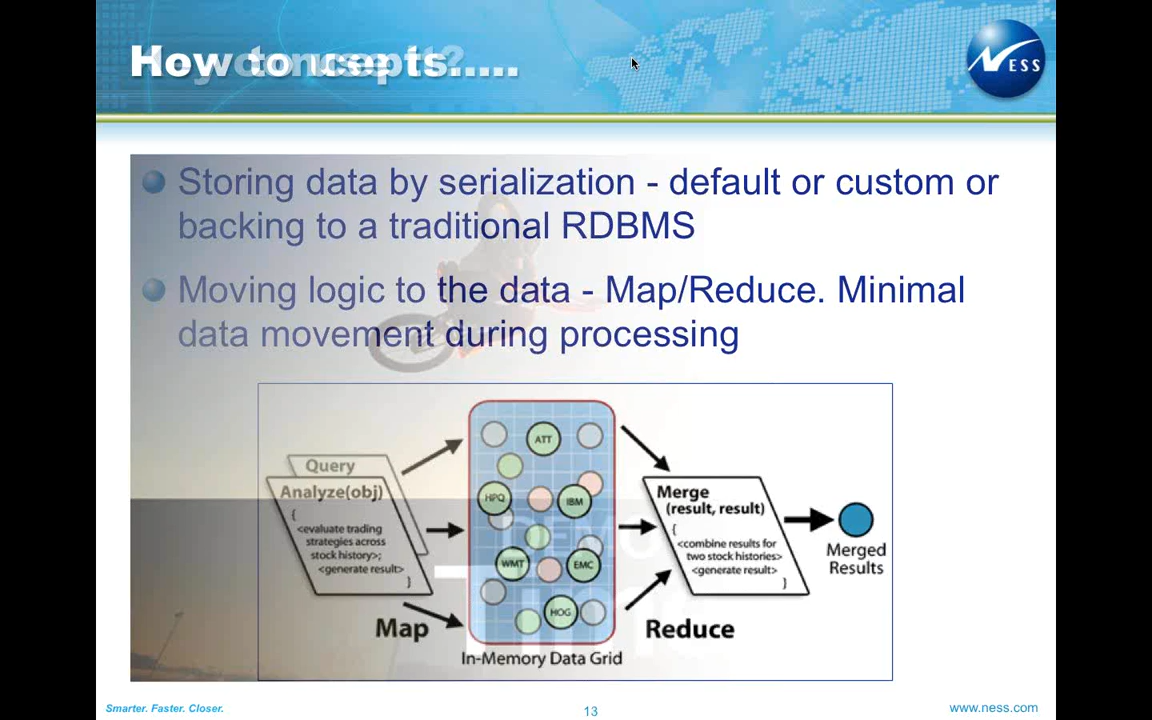 How to
cepts.....
NESS
Storing data by serialization - default or custom or
backing to a traditional RDBMS
Moving logic to the data - Map/Reduce. Minimal
data movement during processing
Query
Analyze(obj)
{
<evaluate trading
strategies across
stock history>;
<generate result>
}
Map
ATT
HPQ
IBM
WMT
EMC
HOG
In-Memory Data Grid
Merge
(result, result)
{
<combine results for
two stock histories>
<generate result>
}
Reduce
Merged
Results
Smarter. Faster. Closer.
13
www.ness.com